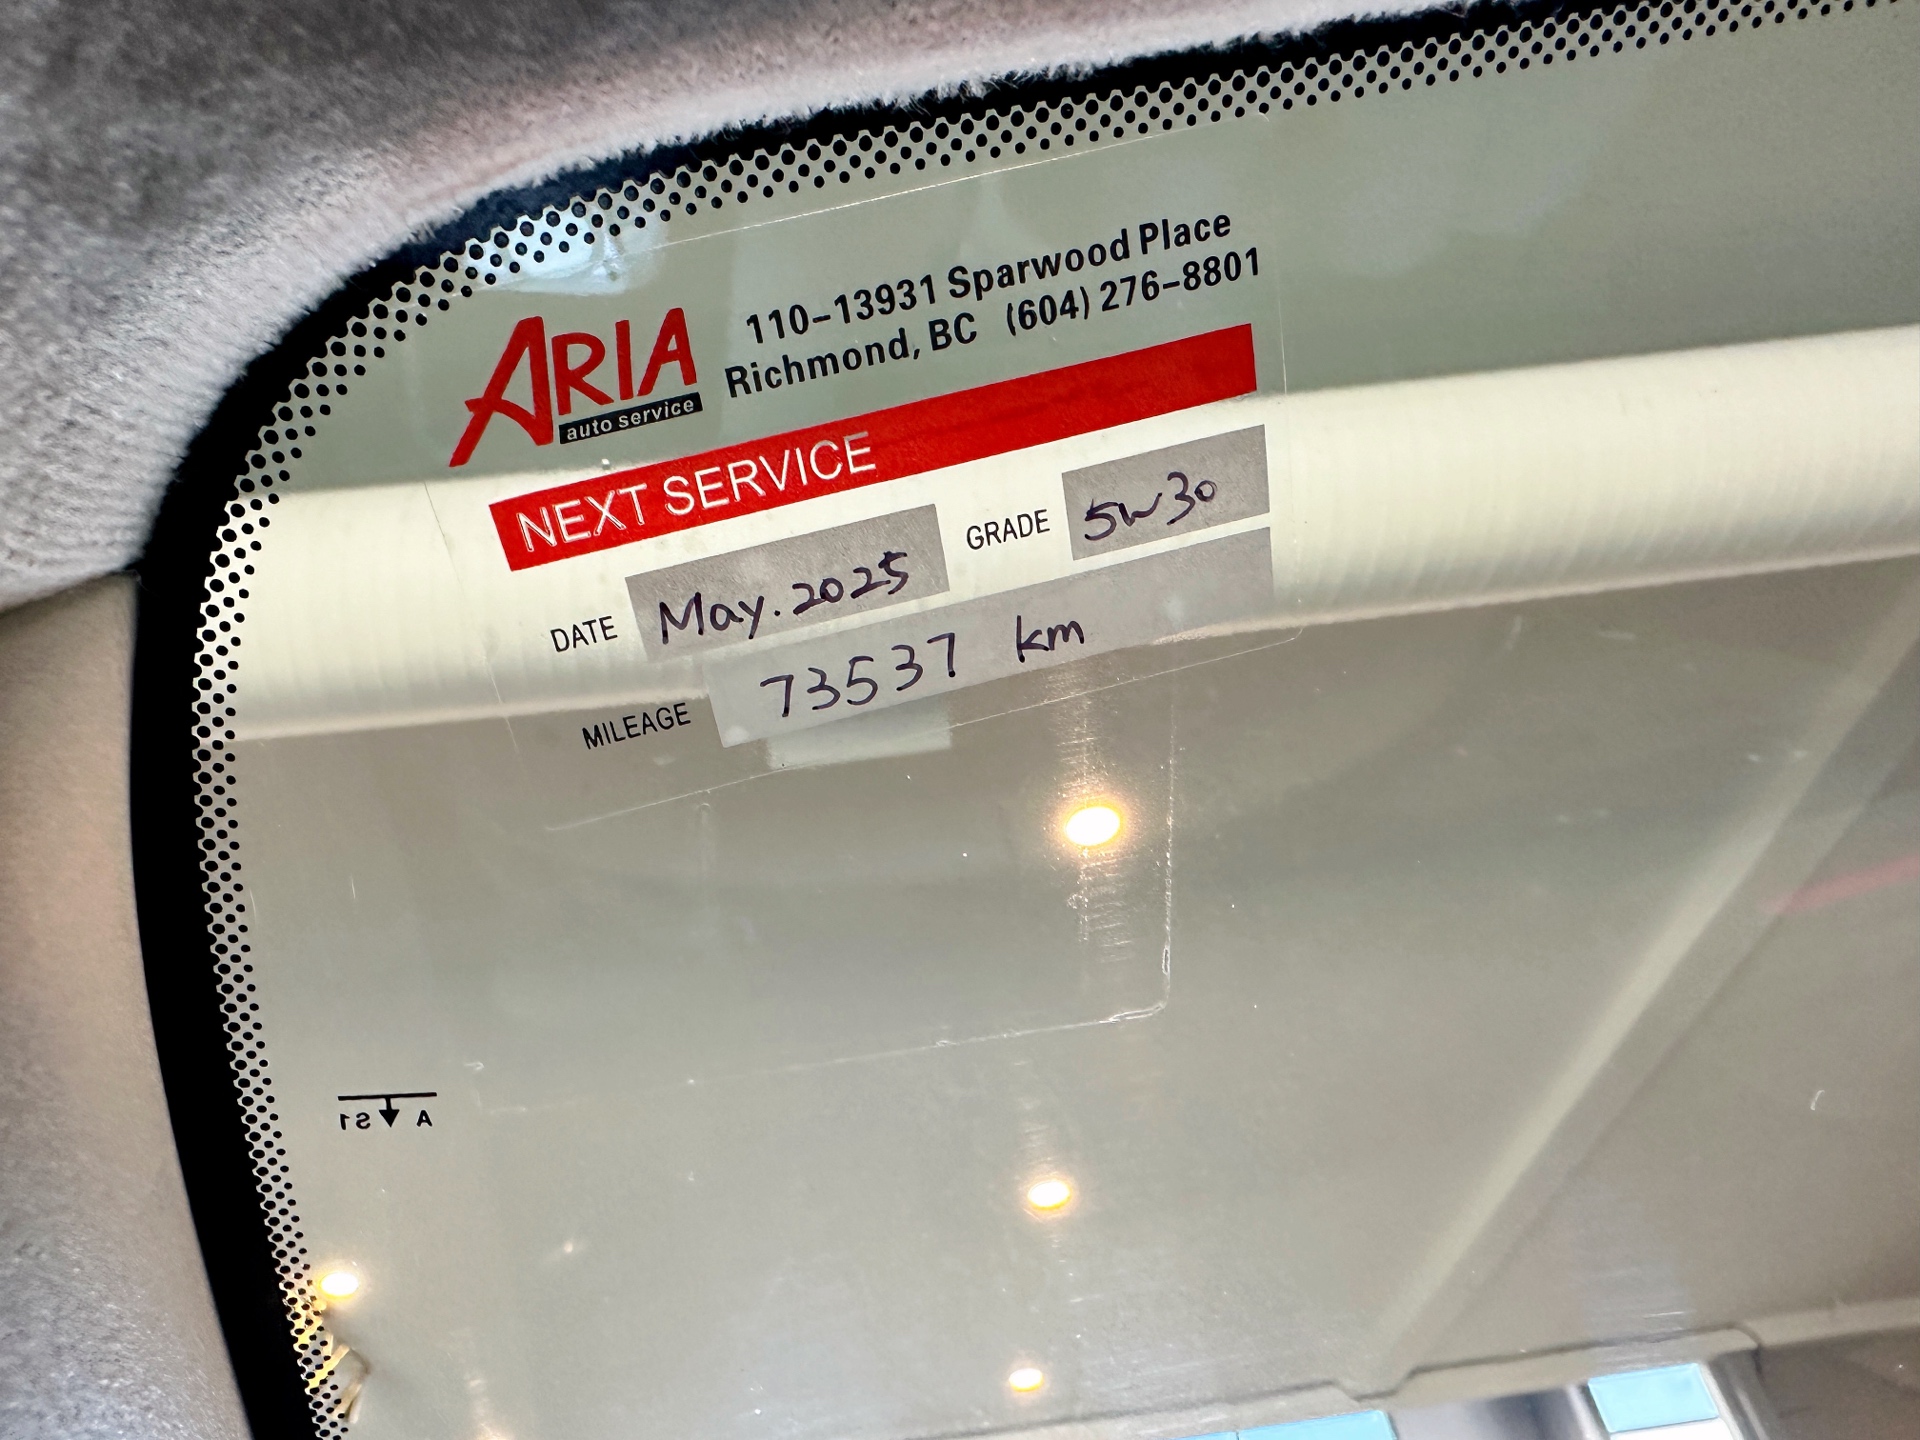 ARIA
auto service
110-13931 Sparwood Place
Richmond, BC (604) 276-8801
NEXT SERVICE
DATE May. 2025 GRADE 5W30
MILEAGE 73537 km
A S1